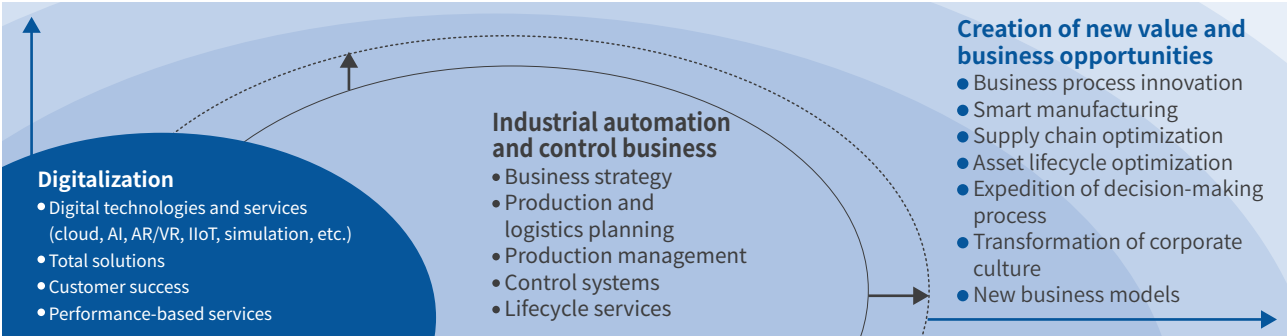 Digitalization
• Digital technologies and services
(cloud, AI, AR/VR, IIoT, simulation, etc.)
• Total solutions
• Customer success
• Performance-based services
Industrial automation
and control business
• Business strategy
• Production and
logistics planning
• Production management
• Control systems
• Lifecycle services
Creation of new value and
business opportunities
• Business process innovation
• Smart manufacturing
• Supply chain optimization
• Asset lifecycle optimization
• Expedition of decision-making
process
• Transformation of corporate
culture
• New business models